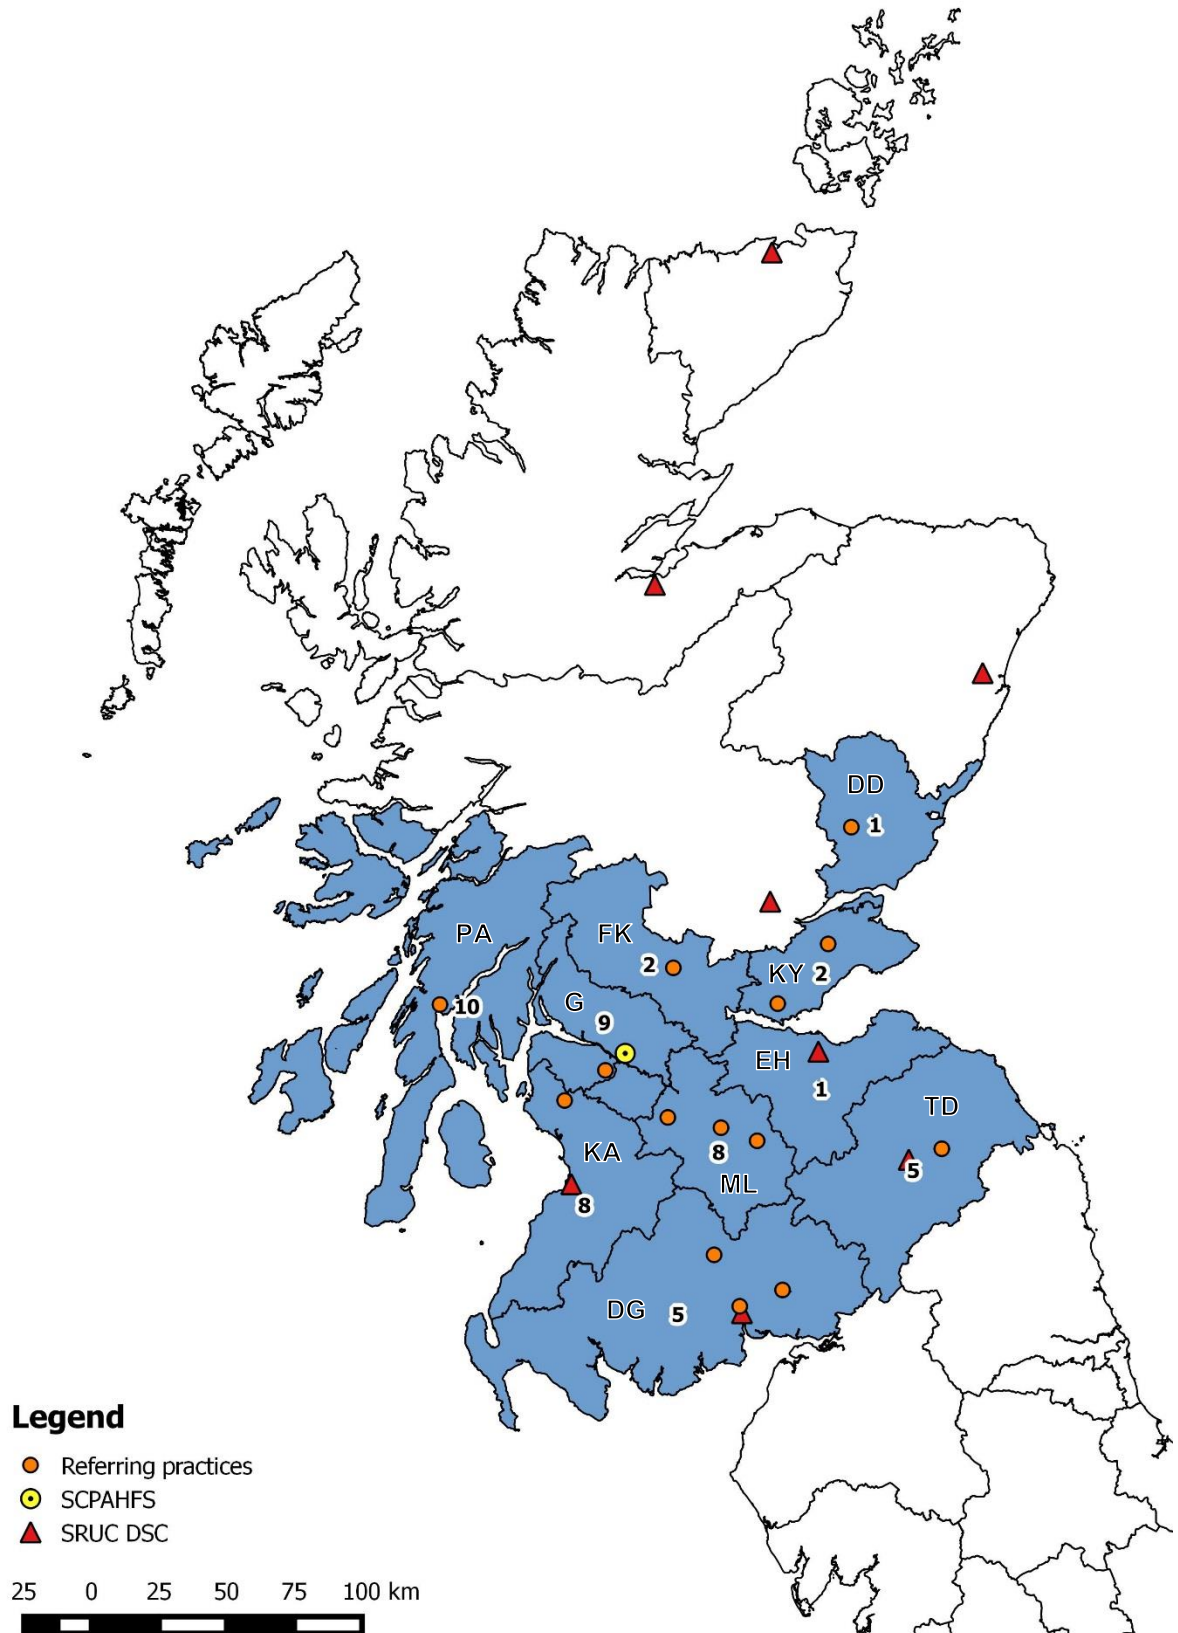 DD
1
PA
FK
2
KY
2
G
10
9
EH
1
TD
KA
8
ML
5
8
DG
5
Legend
Referring practices
SCPAHFS
SRUC DSC
25 0 25 50 75 100 km